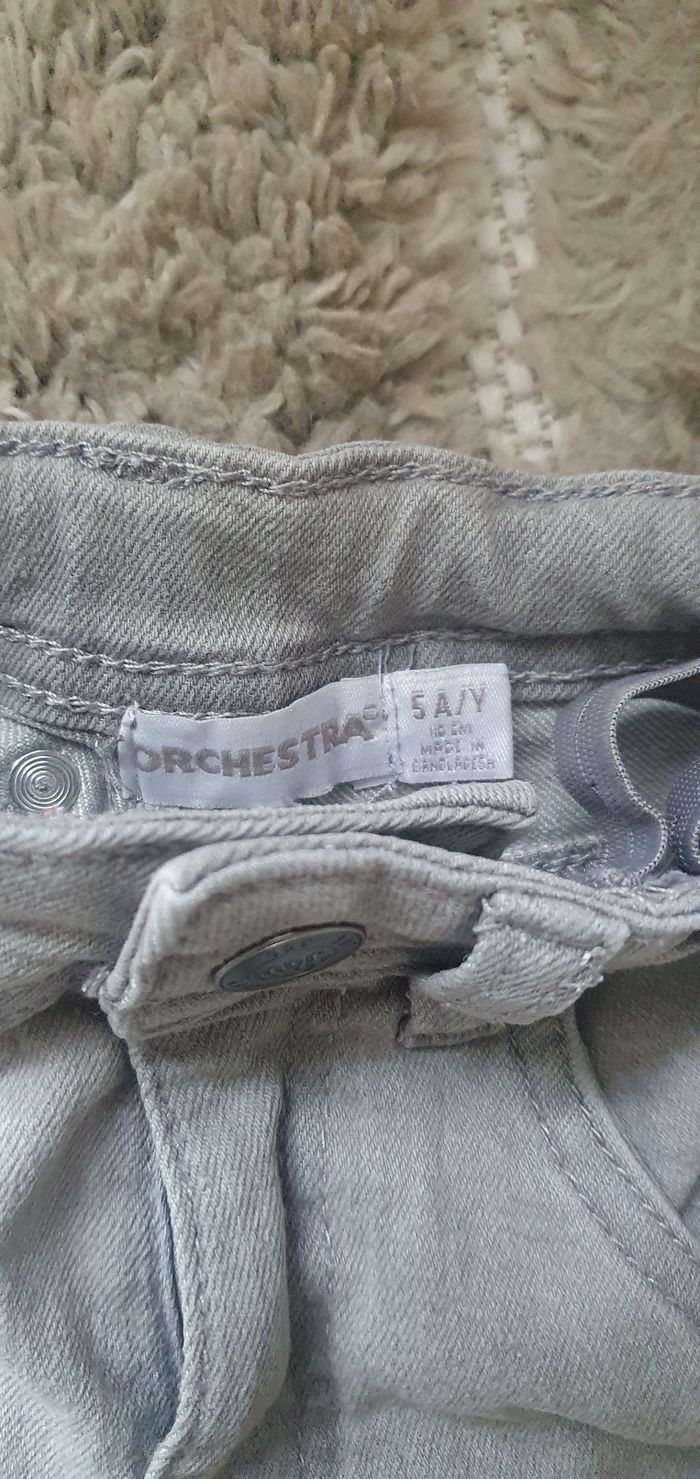 ORCHESTRA
5 A/Y
110 CM
MADE IN
BANGLADESH